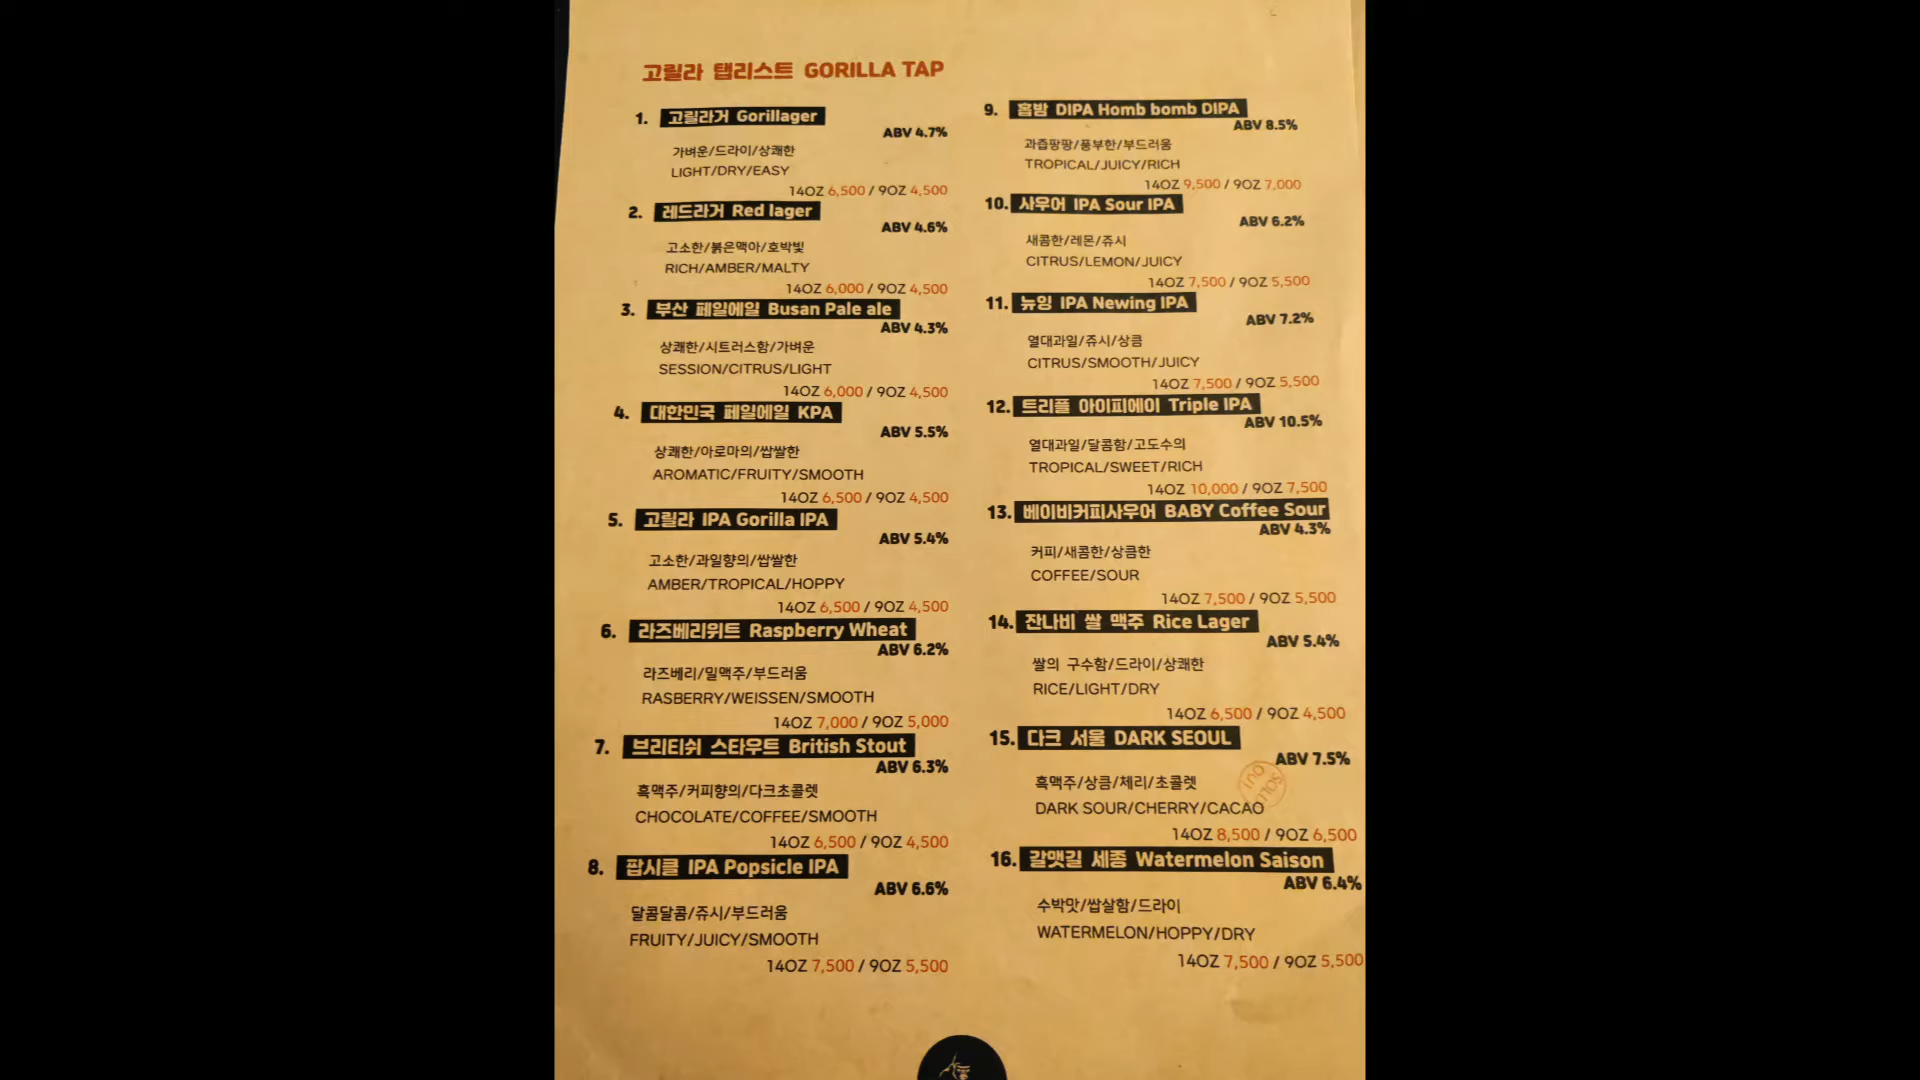 고릴라 탭리스트 GORILLA TAP
1. 고릴라거 Gorillager
ABV 4.7%
가벼운/드라이/상쾌한
LIGHT/DRY/EASY
14OZ 6,500 / 9OZ 4,500
2. 레드라거 Red lager
ABV 4.6%
고소한/붉은맥아/호박빛
RICH/AMBER/MALTY
14OZ 6,000 / 9OZ 4,500
3. 부산 페일에일 Busan Pale ale
ABV 4.3%
상쾌한/시트러스함/가벼운
SESSION/CITRUS/LIGHT
14OZ 6,000 / 9OZ 4,500
4. 대한민국 페일에일 KPA
ABV 5.5%
상쾌한/아로마의/쌉쌀한
AROMATIC/FRUITY/SMOOTH
14OZ 6,500 / 9OZ 4,500
5. 고릴라 IPA Gorilla IPA
ABV 5.4%
고소한/과일향의/쌉쌀한
AMBER/TROPICAL/HOPPY
14OZ 6,500 / 9OZ 4,500
6. 라즈베리위트 Raspberry Wheat
ABV 6.2%
라즈베리/밀맥주/부드러움
RASBERRY/WEISSEN/SMOOTH
14OZ 7,000 / 9OZ 5,000
7. 브리티쉬 스타우트 British Stout
ABV 6.3%
흑맥주/커피향의/다크초콜렛
CHOCOLATE/COFFEE/SMOOTH
14OZ 6,500 / 9OZ 4,500
8. 팝시클 IPA Popsicle IPA
ABV 6.6%
달콤달콤/쥬시/부드러움
FRUITY/JUICY/SMOOTH
14OZ 7,500 / 9OZ 5,500
9. 홈밤 DIPA Homb bomb DIPA
ABV 8.5%
과즙팡팡/풍부한/부드러움
TROPICAL/JUICY/RICH
14OZ 9,500 / 9OZ 7,000
10. 사우어 IPA Sour IPA
ABV 6.2%
새콤한/레몬/쥬시
CITRUS/LEMON/JUICY
14OZ 7,500 / 9OZ 5,500
11. 뉴잉 IPA Newing IPA
ABV 7.2%
열대과일/쥬시/상큼
CITRUS/SMOOTH/JUICY
14OZ 7,500 / 9OZ 5,500
12. 트리플 아이피에이 Triple IPA
ABV 10.5%
열대과일/달콤함/고도수의
TROPICAL/SWEET/RICH
14OZ 10,000 / 9OZ 7,500
13. 베이비커피사우어 BABY Coffee Sour
ABV 4.3%
커피/새콤한/상큼한
COFFEE/SOUR
14OZ 7,500 / 9OZ 5,500
14. 잔나비 쌀 맥주 Rice Lager
ABV 5.4%
쌀의 구수함/드라이/상쾌한
RICE/LIGHT/DRY
14OZ 6,500 / 9OZ 4,500
15. 다크 서울 DARK SEOUL
ABV 7.5%
흑맥주/상큼/체리/초콜렛
DARK SOUR/CHERRY/CACAO
SOLD OUT
14OZ 8,500 / 9OZ 6,500
16. 갈맷길 세종 Watermelon Saison
ABV 6.4%
수박맛/쌉살함/드라이
WATERMELON/HOPPY/DRY
14OZ 7,500 / 9OZ 5,500